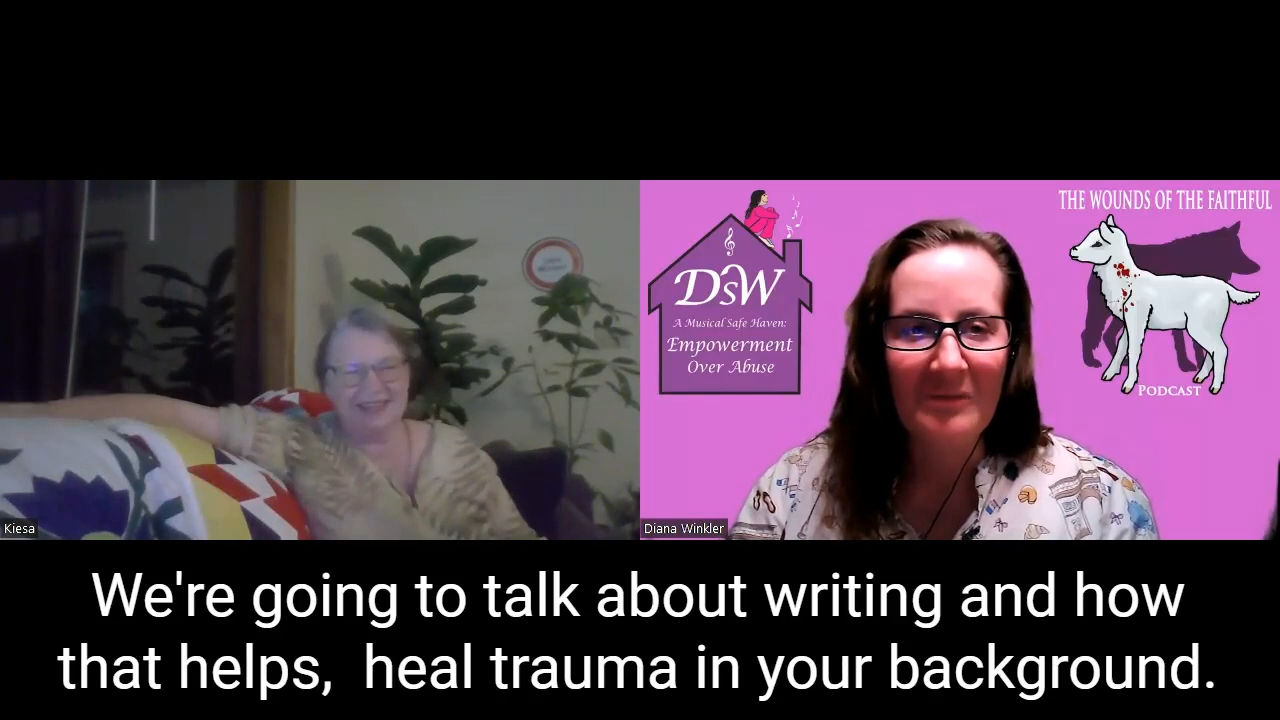 THE WOUNDS OF THE FAITHFUL
DSW
A Musical Safe Haven:
Empowerment
Over Abuse
PODCAST
Kiesa
Diana Winkler
We're going to talk about writing and how
that helps,  heal trauma in your background.